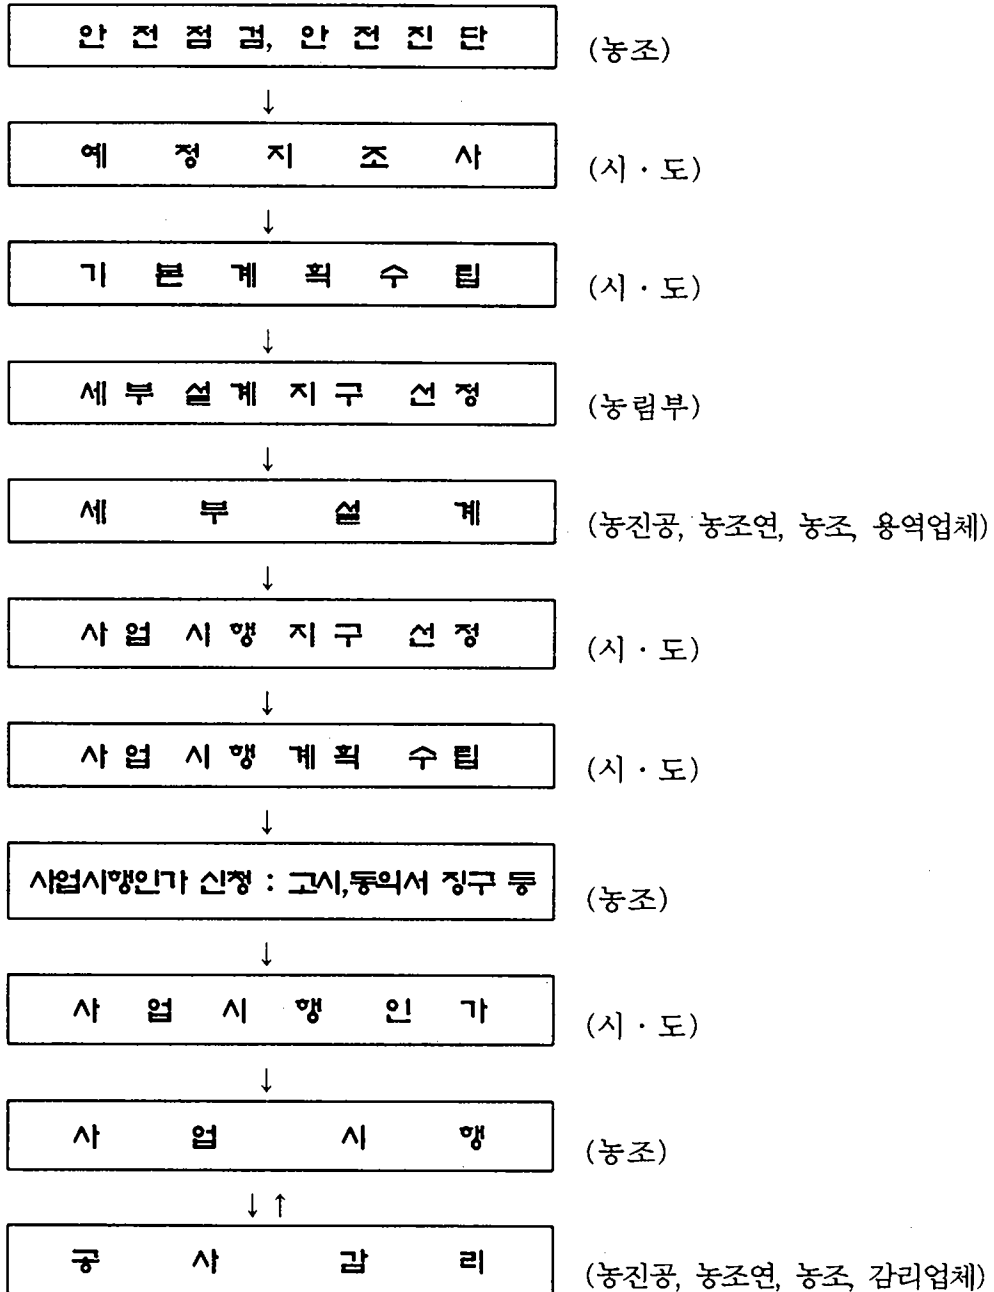 안전점검, 안전진단 (농조)
↓
예정지조사 (시·도)
↓
기본계획수립 (시·도)
↓
세부설계지구 선정 (농림부)
↓
세부설계 (농진공, 농조연, 농조, 용역업체)
↓
사업시행지구 선정 (시·도)
↓
사업시행계획 수립 (시·도)
↓
사업시행인가 신청 : 고시,동의서 징구 등 (농조)
↓
사업시행인가 (시·도)
↓
사업시행 (농조)
↓↑
공사감리 (농진공, 농조연, 농조, 감리업체)